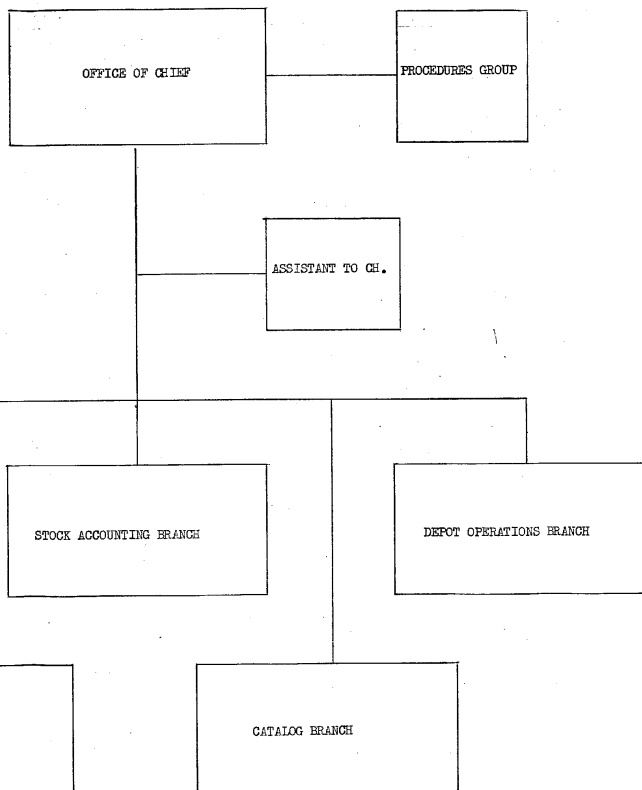 OFFICE OF CHIEF
PROCEDURES GROUP
ASSISTANT TO CH.
STOCK ACCOUNTING BRANCH
DEPOT OPERATIONS BRANCH
CATALOG BRANCH